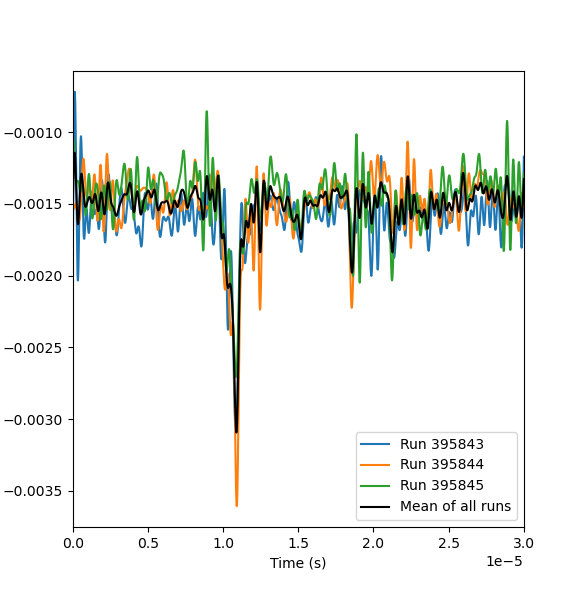 −0.0010
−0.0015
−0.0020
−0.0025
−0.0030
−0.0035
Run 395843
Run 395844
Run 395845
Mean of all runs
0.0 0.5 1.0 1.5 2.0 2.5 3.0
Time (s)
1e−5